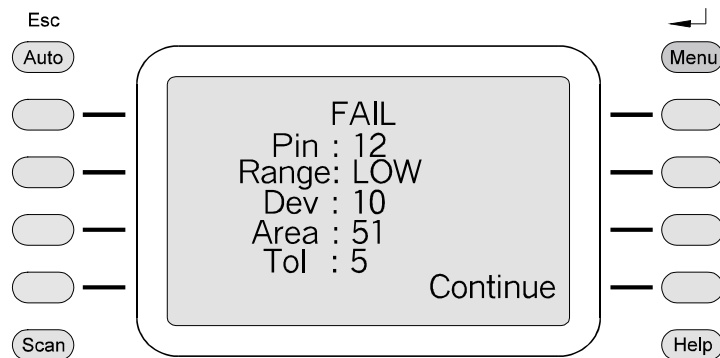 Esc
Auto
Menu
FAIL
Pin : 12
Range: LOW
Dev : 10
Area : 51
Tol : 5
Continue
Scan
Help